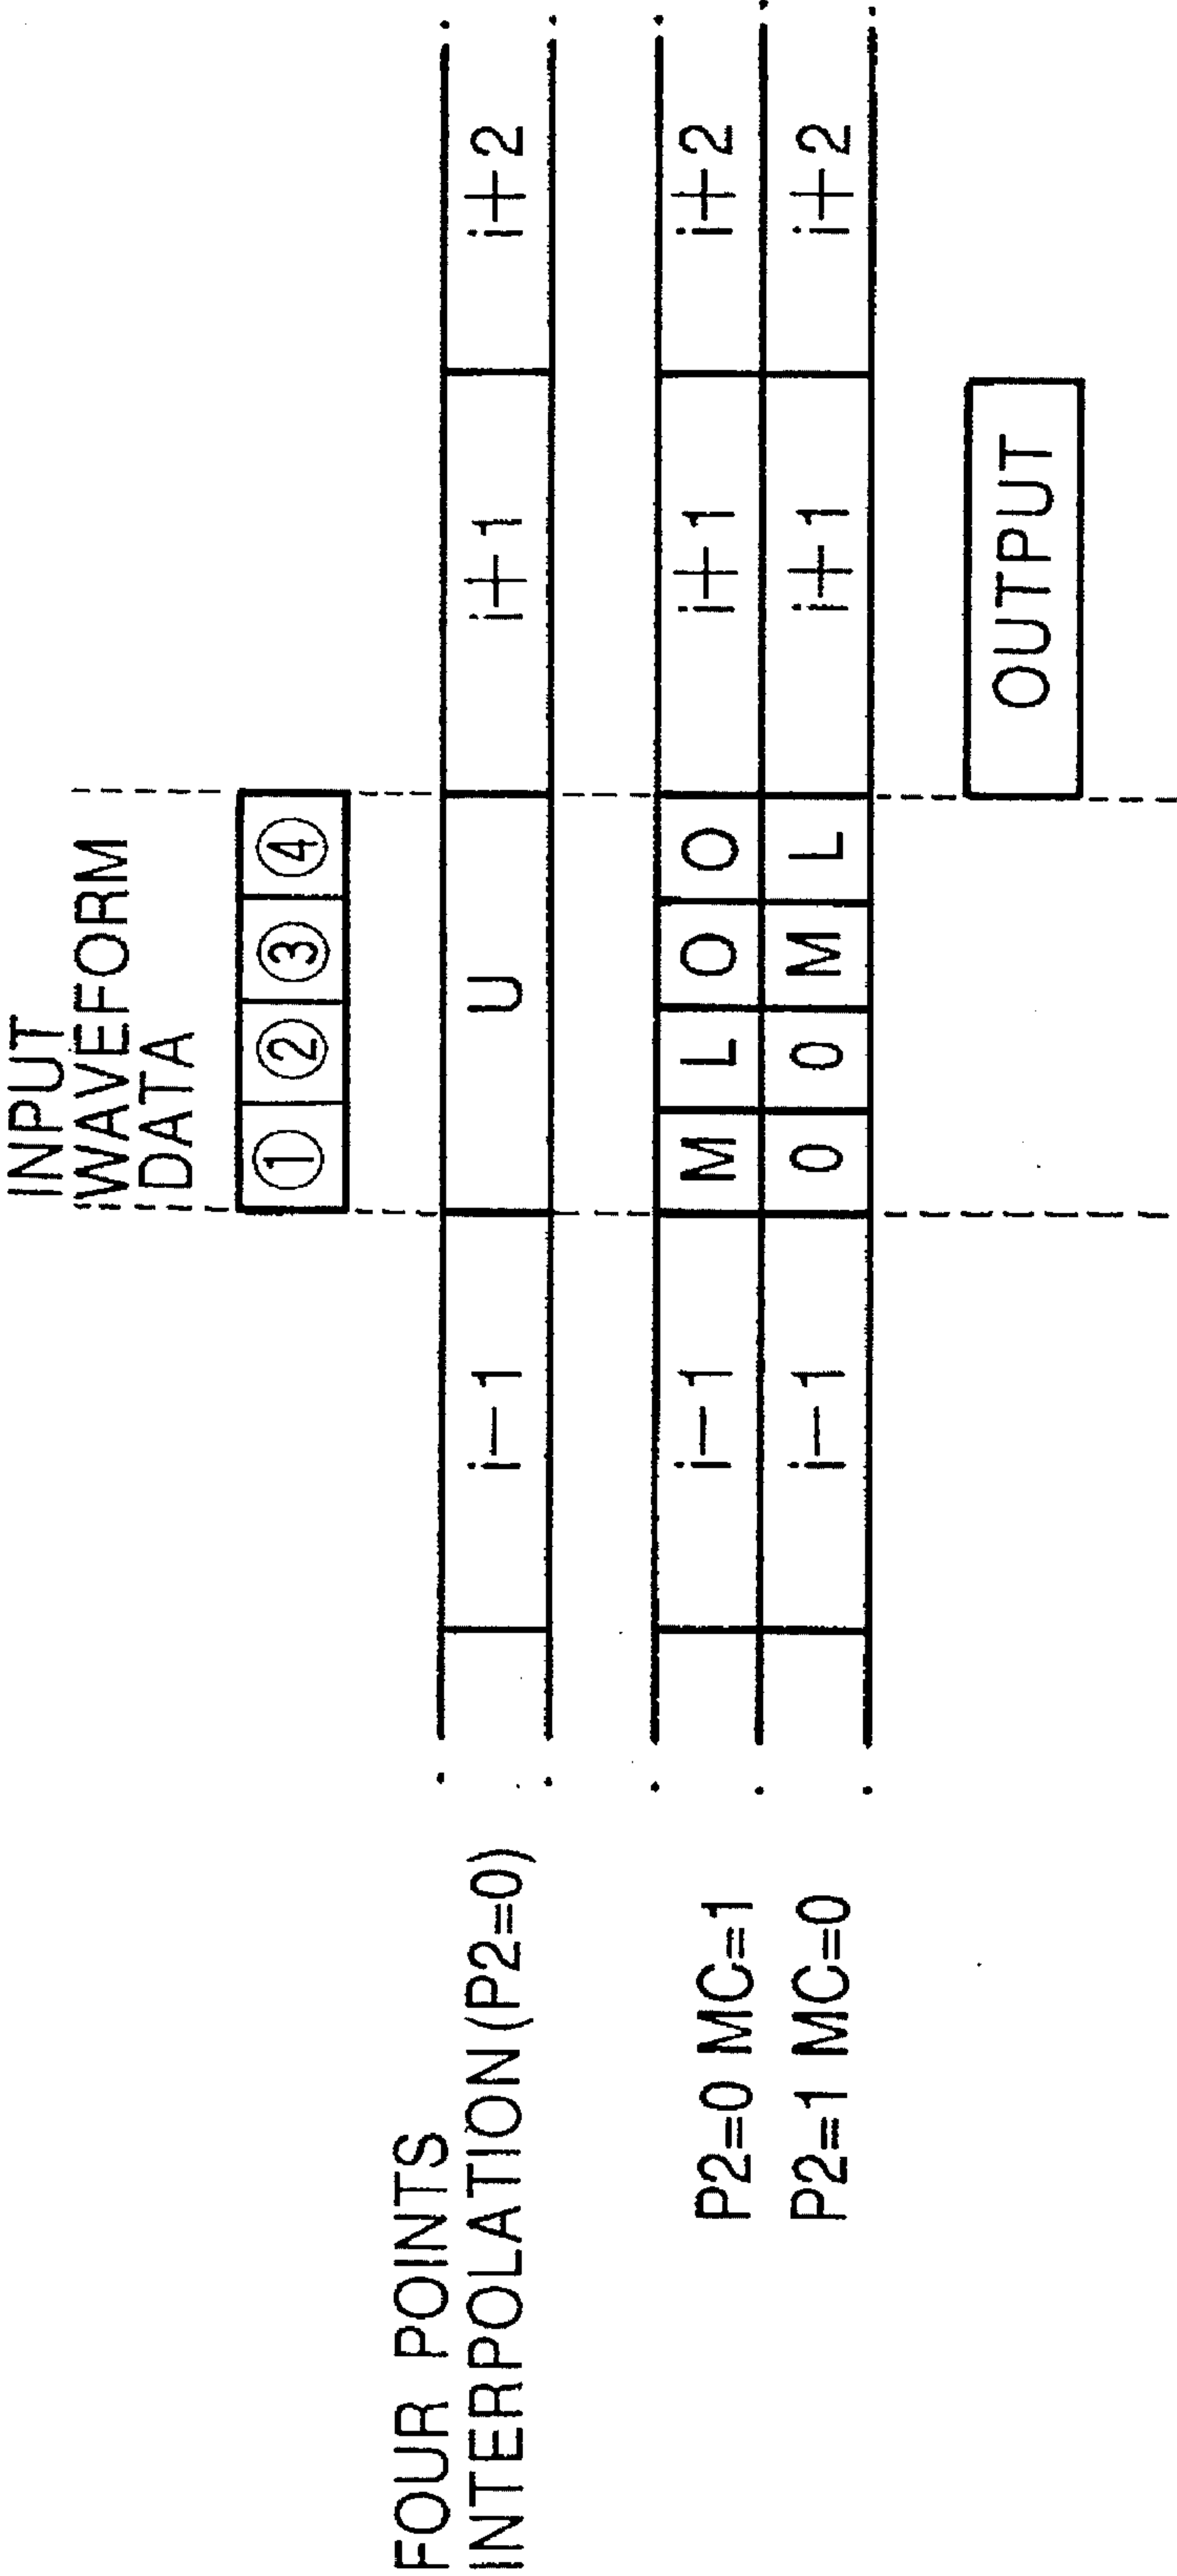 INPUT
WAVEFORM
DATA
① ② ③ ④
FOUR POINTS
INTERPOLATION (P2=0)
i−1 U i+1 i+2
P2=0 MC=1 i−1 M L O O i+1 i+2
P2=1 MC=0 i−1 0 0 M L i+1 i+2
OUTPUT